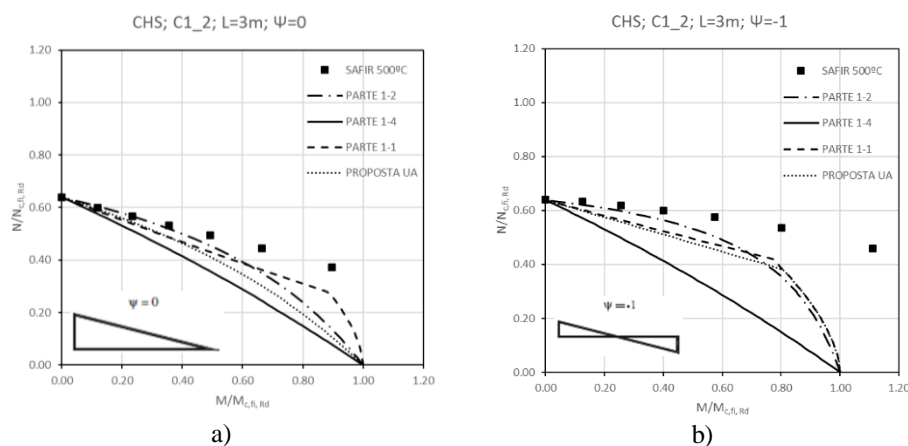 CHS; C1_2; L=3m; Ψ=0
1.20
1.00
0.80
0.60
0.40
0.20
0.00
N/N_{c,fi,Rd}
SAFIR 500ºC
PARTE 1-2
PARTE 1-4
PARTE 1-1
PROPOSTA UA
ψ = 0
0.00 0.20 0.40 0.60 0.80 1.00 1.20
M/M_{c,fi, Rd}
a)
CHS; C1_2; L=3m; Ψ=-1
1.20
1.00
0.80
0.60
0.40
0.20
0.00
N/N_{c,fi,Rd}
SAFIR 500ºC
PARTE 1-2
PARTE 1-4
PARTE 1-1
PROPOSTA UA
ψ =-1
0.00 0.20 0.40 0.60 0.80 1.00 1.20
M/M_{c,fi, Rd}
b)